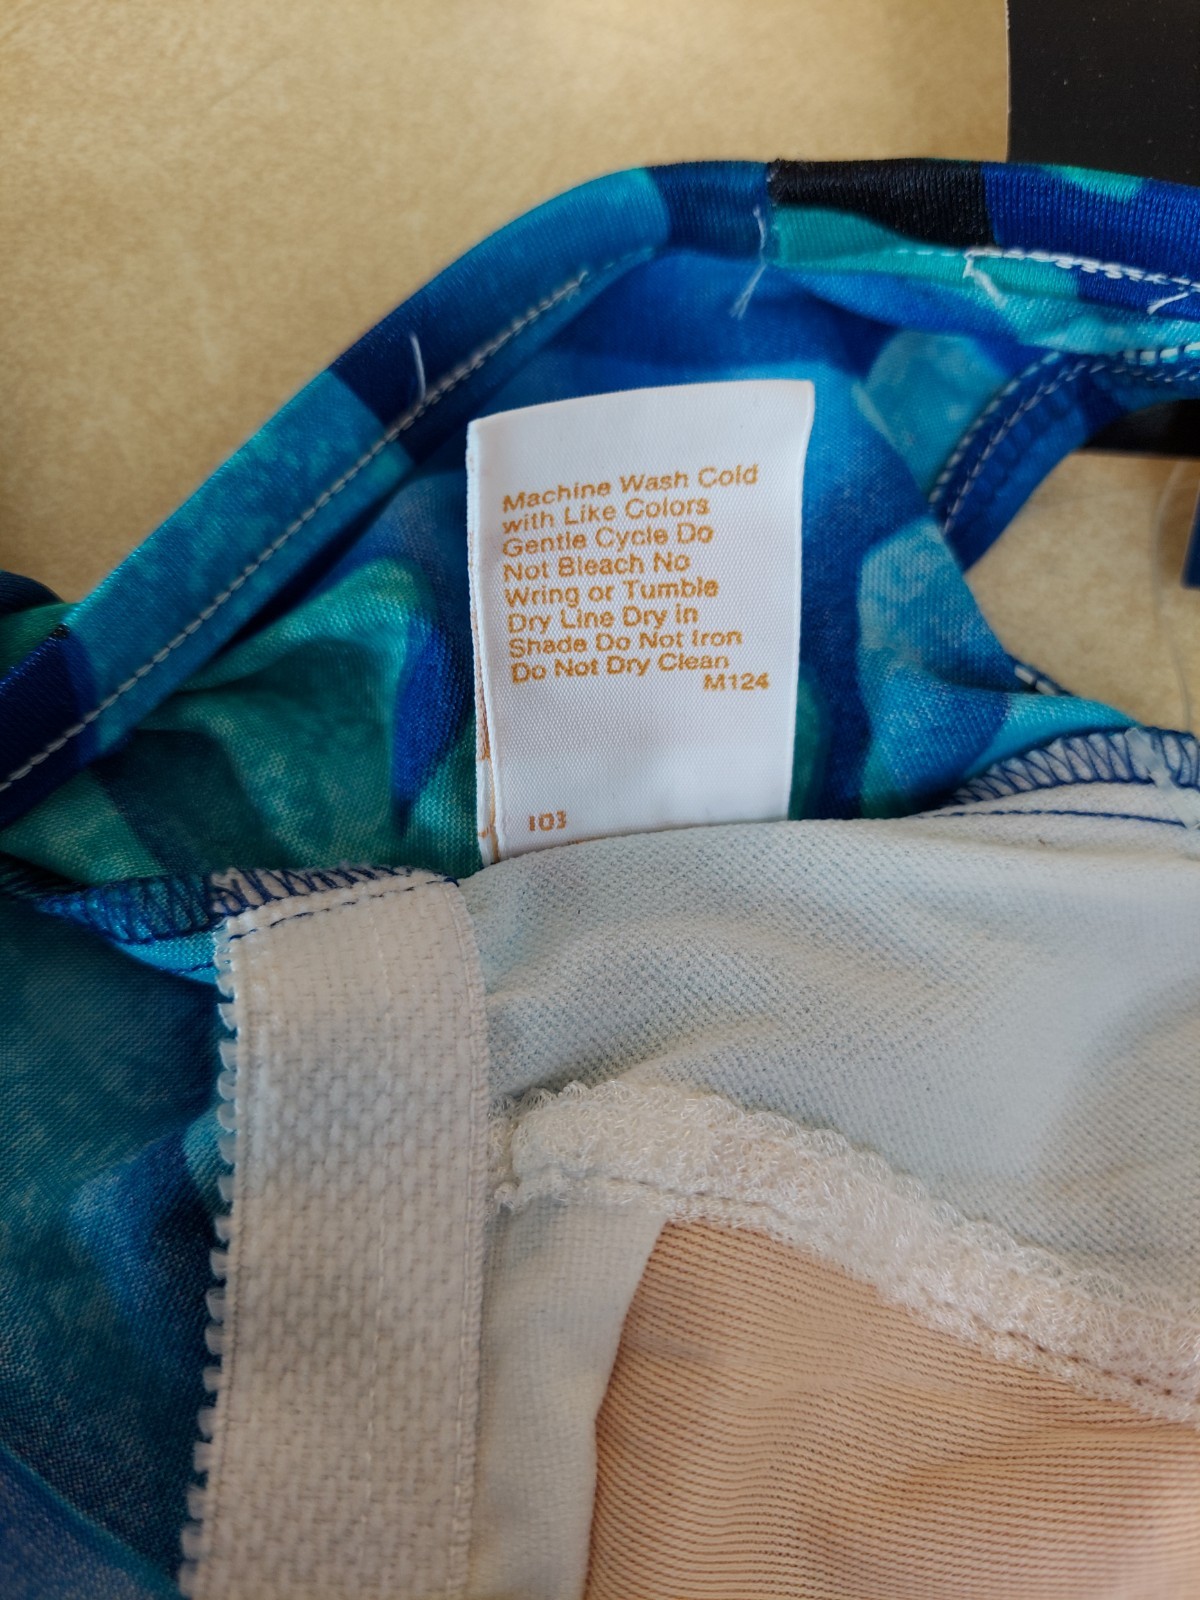 Machine Wash Cold
with Like Colors
Gentle Cycle Do
Not Bleach No
Wring or Tumble
Dry Line Dry in
Shade Do Not Iron
Do Not Dry Clean
M124
103